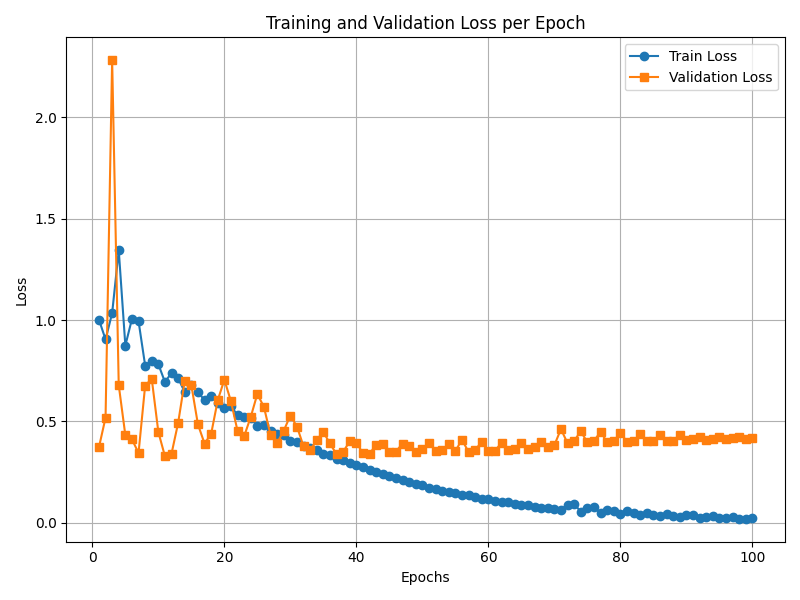 Training and Validation Loss per Epoch
Train Loss
Validation Loss
2.0
1.5
1.0
0.5
0.0
Loss
0 20 40 60 80 100
Epochs